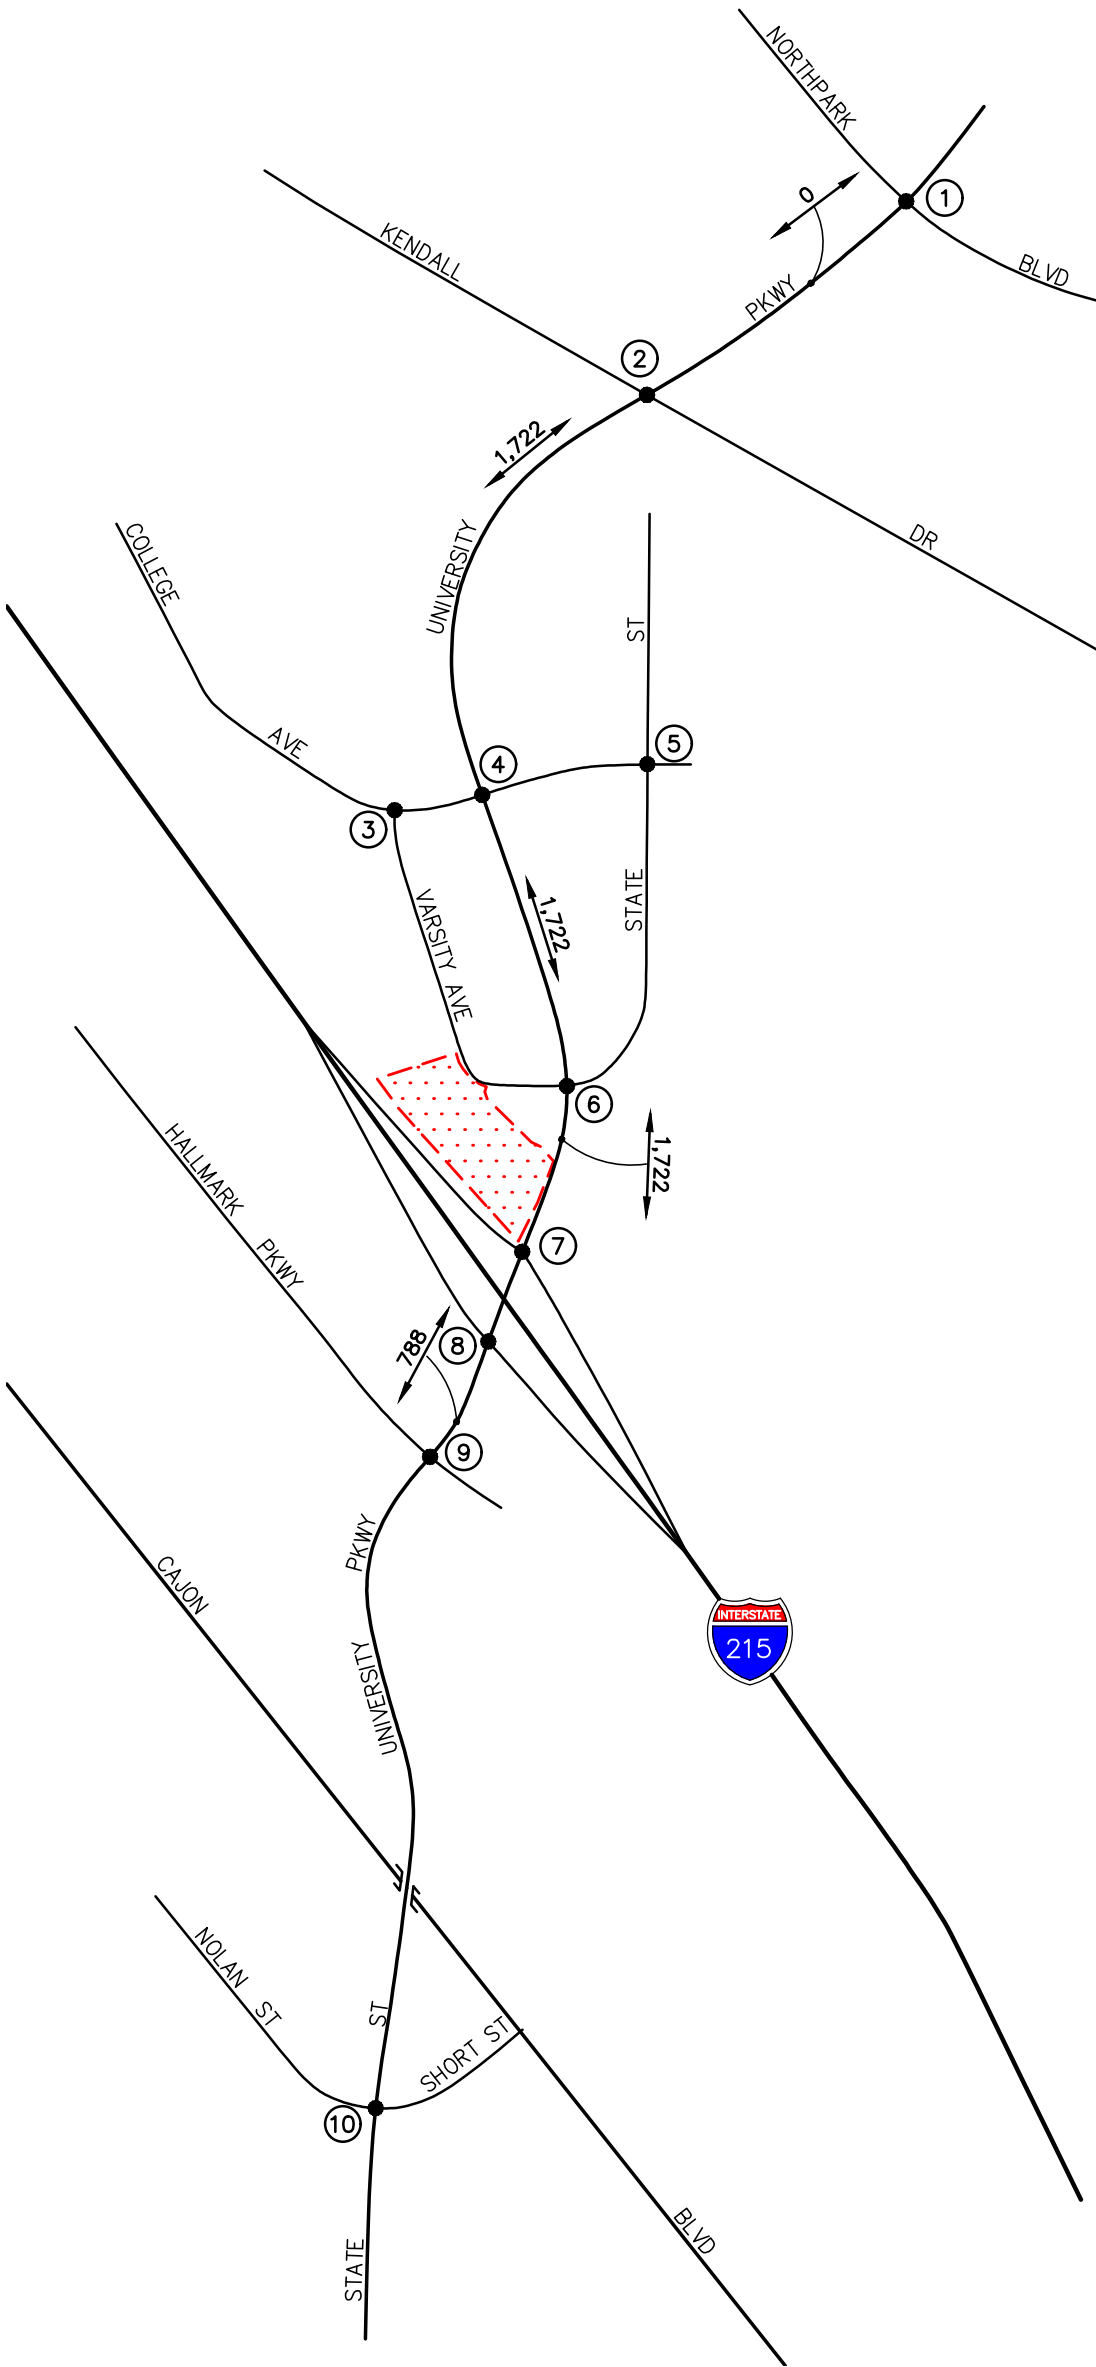 NORTHPARK
1
0
BLVD
KENDALL
PKWY
2
1,722
UNIVERSITY
DR
COLLEGE
ST
AVE
5
4
3
STATE
VARSITY AVE
1,722
6
1,722
HALLMARK
PKWY
7
788
8
9
PKWY
CAJON
INTERSTATE
215
UNIVERSITY
NOLAN ST
ST
SHORT ST
10
BLVD
STATE